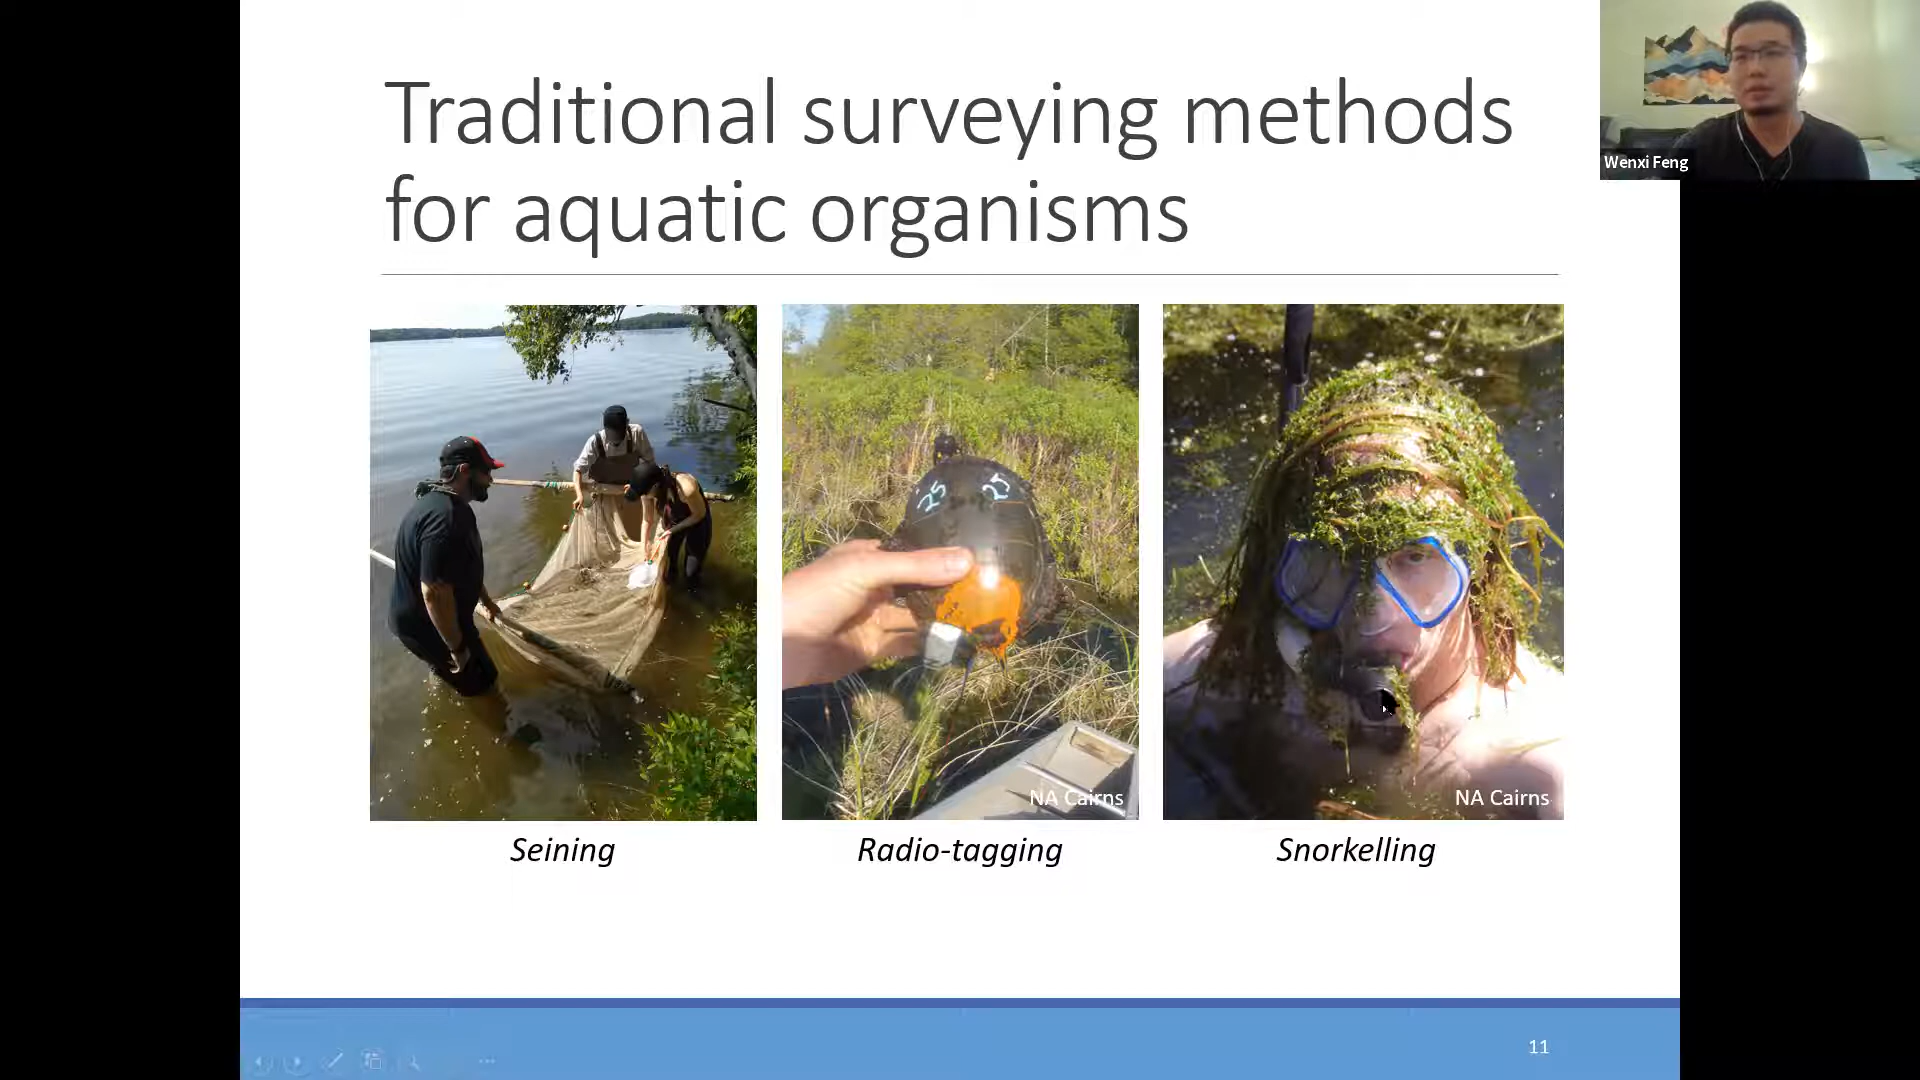 Traditional surveying methods
for aquatic organisms
Wenxi Feng
25
25
NA Cairns
NA Cairns
Seining
Radio-tagging
Snorkelling
11